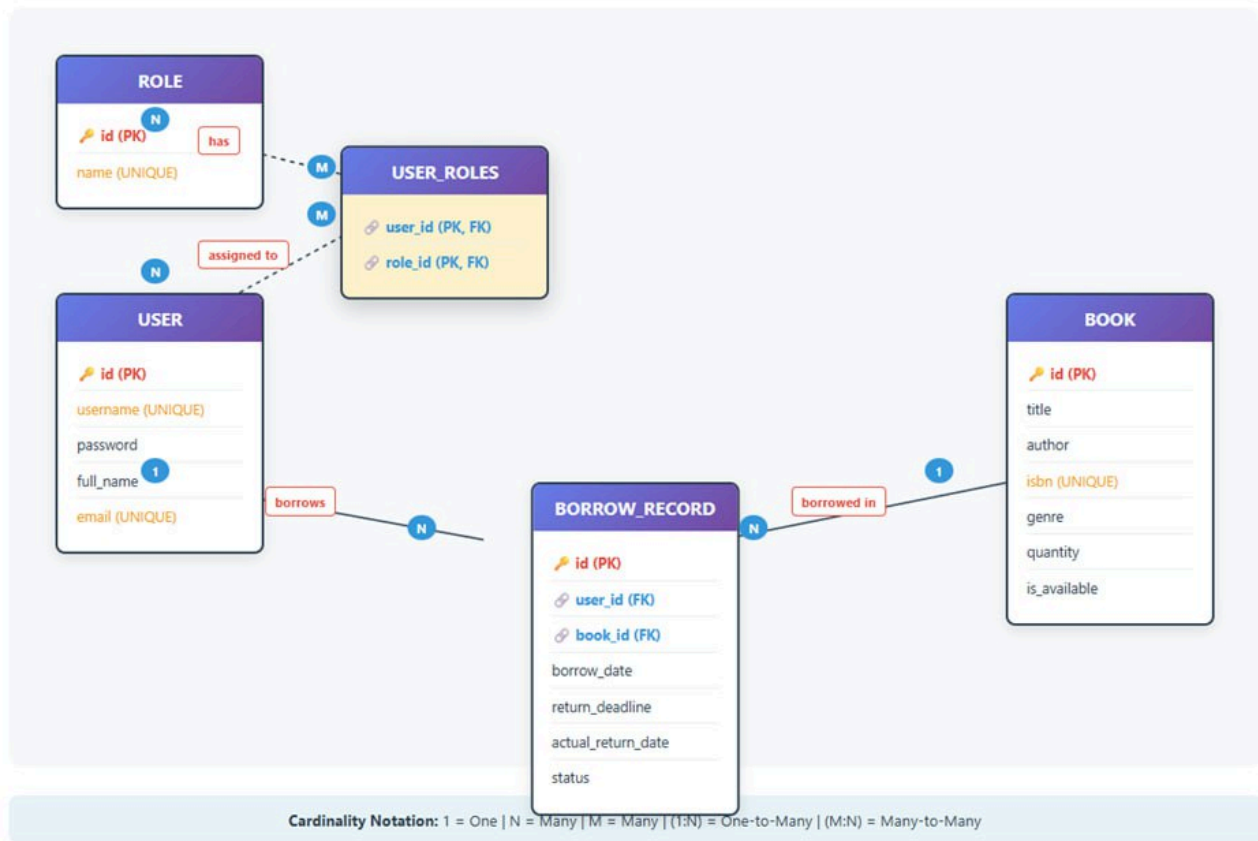 ROLE
N
id (PK)
has
name (UNIQUE)
M
USER_ROLES
M
user_id (PK, FK)
role_id (PK, FK)
assigned to
N
USER
id (PK)
username (UNIQUE)
password
full_name
1
email (UNIQUE)
borrows
N
BORROW_RECORD
id (PK)
user_id (FK)
book_id (FK)
borrow_date
return_deadline
actual_return_date
status
N
borrowed in
1
BOOK
id (PK)
title
author
isbn (UNIQUE)
genre
quantity
is_available
Cardinality Notation: 1 = One | N = Many | M = Many | (1:N) = One-to-Many | (M:N) = Many-to-Many